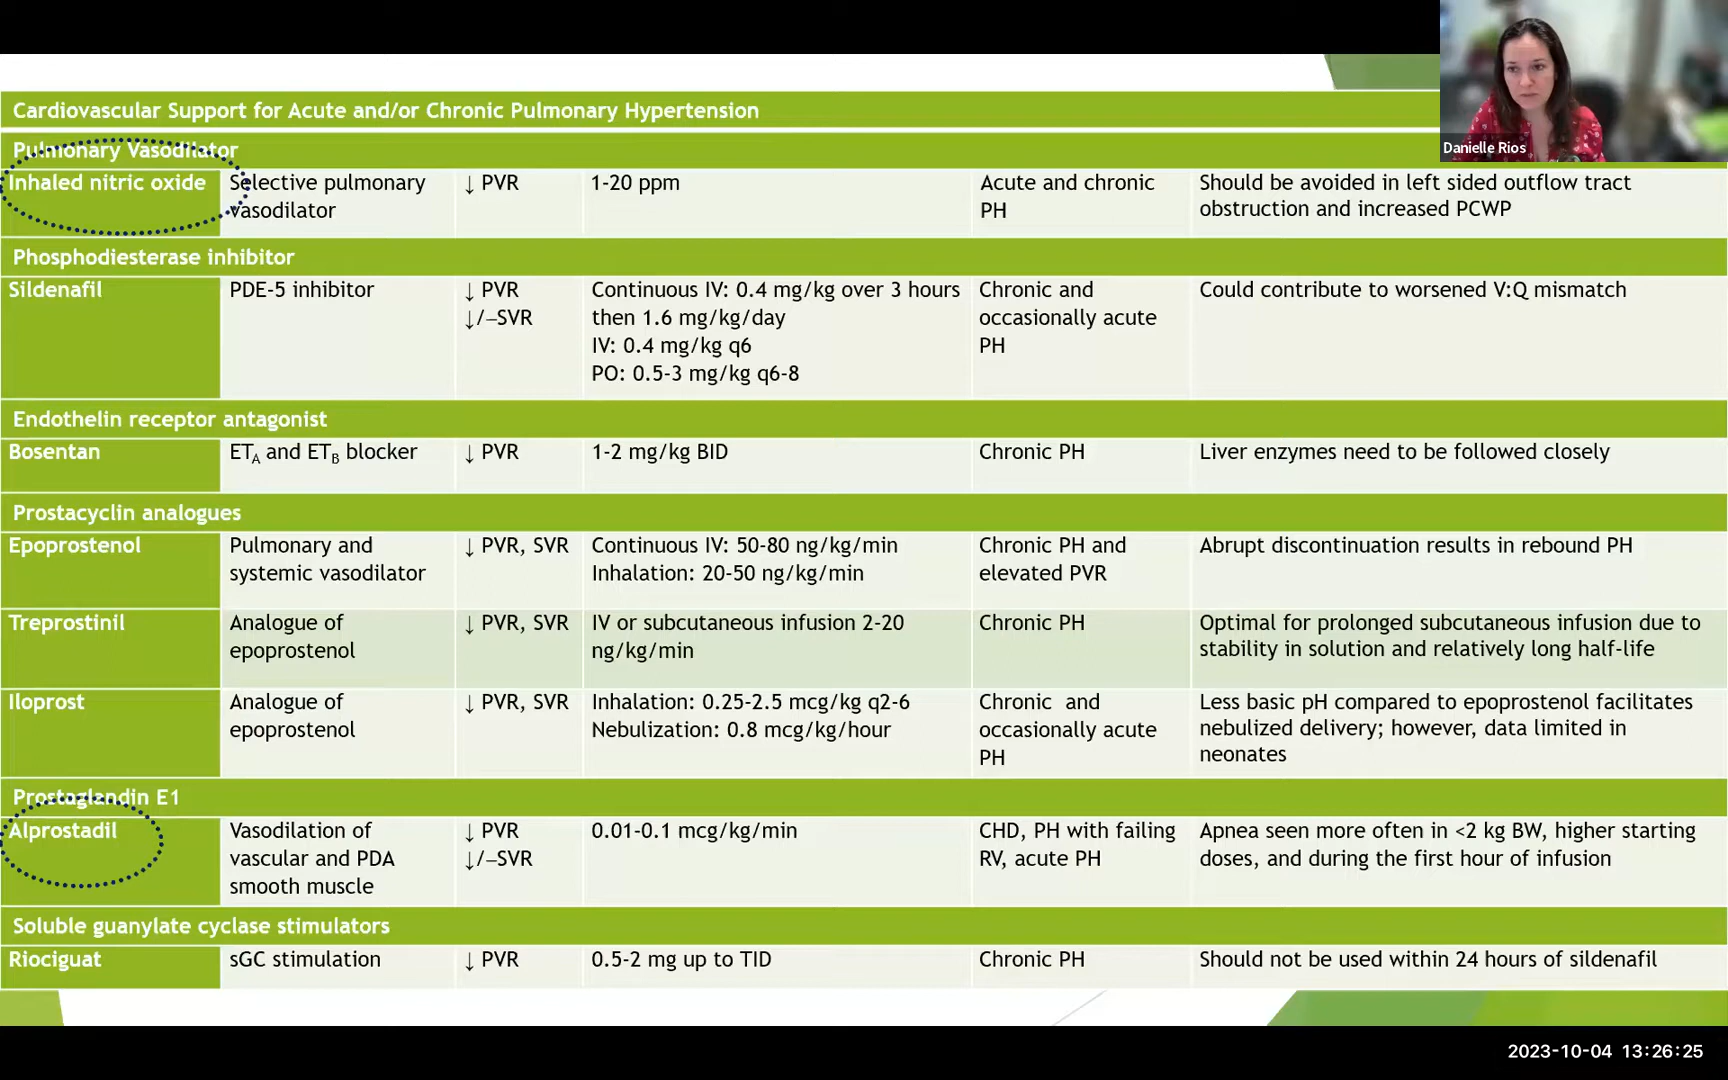 Cardiovascular Support for Acute and/or Chronic Pulmonary Hypertension
Danielle Rios
Pulmonary Vasodilator
Inhaled nitric oxide
Selective pulmonary
vasodilator
↓ PVR
1-20 ppm
Acute and chronic
PH
Should be avoided in left sided outflow tract
obstruction and increased PCWP
Phosphodiesterase inhibitor
Sildenafil
PDE-5 inhibitor
↓ PVR
↓/−SVR
Continuous IV: 0.4 mg/kg over 3 hours
then 1.6 mg/kg/day
IV: 0.4 mg/kg q6
PO: 0.5-3 mg/kg q6-8
Chronic and
occasionally acute
PH
Could contribute to worsened V:Q mismatch
Endothelin receptor antagonist
Bosentan
ETA and ETB blocker
↓ PVR
1-2 mg/kg BID
Chronic PH
Liver enzymes need to be followed closely
Prostacyclin analogues
Epoprostenol
Pulmonary and
systemic vasodilator
↓ PVR, SVR
Continuous IV: 50-80 ng/kg/min
Inhalation: 20-50 ng/kg/min
Chronic PH and
elevated PVR
Abrupt discontinuation results in rebound PH
Treprostinil
Analogue of
epoprostenol
↓ PVR, SVR
IV or subcutaneous infusion 2-20
ng/kg/min
Chronic PH
Optimal for prolonged subcutaneous infusion due to
stability in solution and relatively long half-life
Iloprost
Analogue of
epoprostenol
↓ PVR, SVR
Inhalation: 0.25-2.5 mcg/kg q2-6
Nebulization: 0.8 mcg/kg/hour
Chronic and
occasionally acute
PH
Less basic pH compared to epoprostenol facilitates
nebulized delivery; however, data limited in
neonates
Prostaglandin E1
Alprostadil
Vasodilation of
vascular and PDA
smooth muscle
↓ PVR
↓/−SVR
0.01-0.1 mcg/kg/min
CHD, PH with failing
RV, acute PH
Apnea seen more often in <2 kg BW, higher starting
doses, and during the first hour of infusion
Soluble guanylate cyclase stimulators
Riociguat
sGC stimulation
↓ PVR
0.5-2 mg up to TID
Chronic PH
Should not be used within 24 hours of sildenafil
2023-10-04 13:26:25